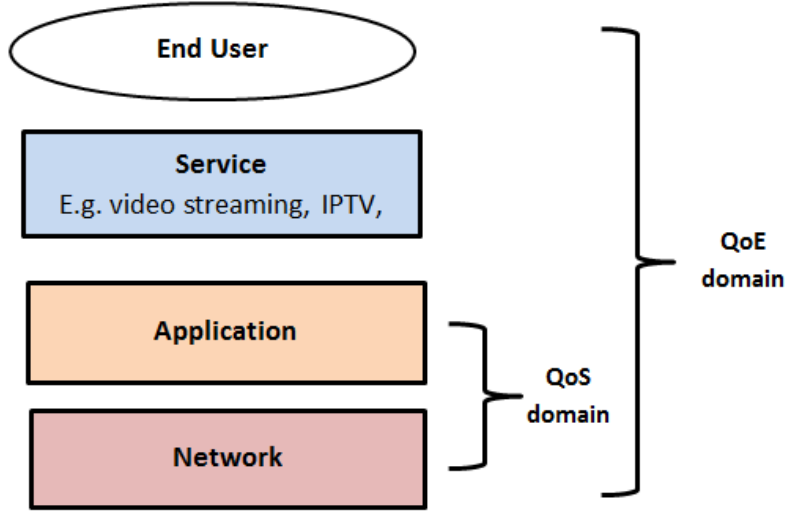 End User
Service
E.g. video streaming, IPTV,
QoE
domain
Application
QoS
domain
Network